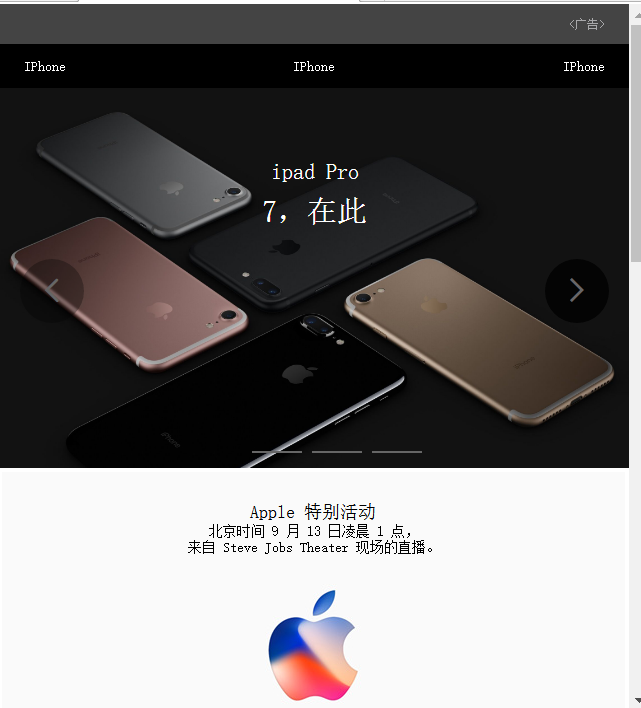 <广告>
IPhone IPhone IPhone
ipad Pro
7，在此
Apple 特别活动
北京时间 9 月 13 日凌晨 1 点，
来自 Steve Jobs Theater 现场的直播。